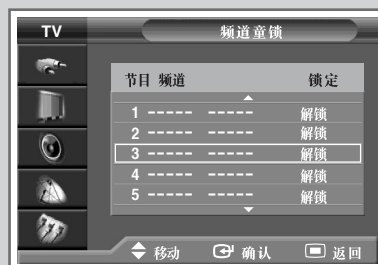 TV 频道童锁
节目 频道 锁定
1 ----- ----- 解锁
2 ----- ----- 解锁
3 ----- ----- 解锁
4 ----- ----- 解锁
5 ----- ----- 解锁
移动 确认 返回